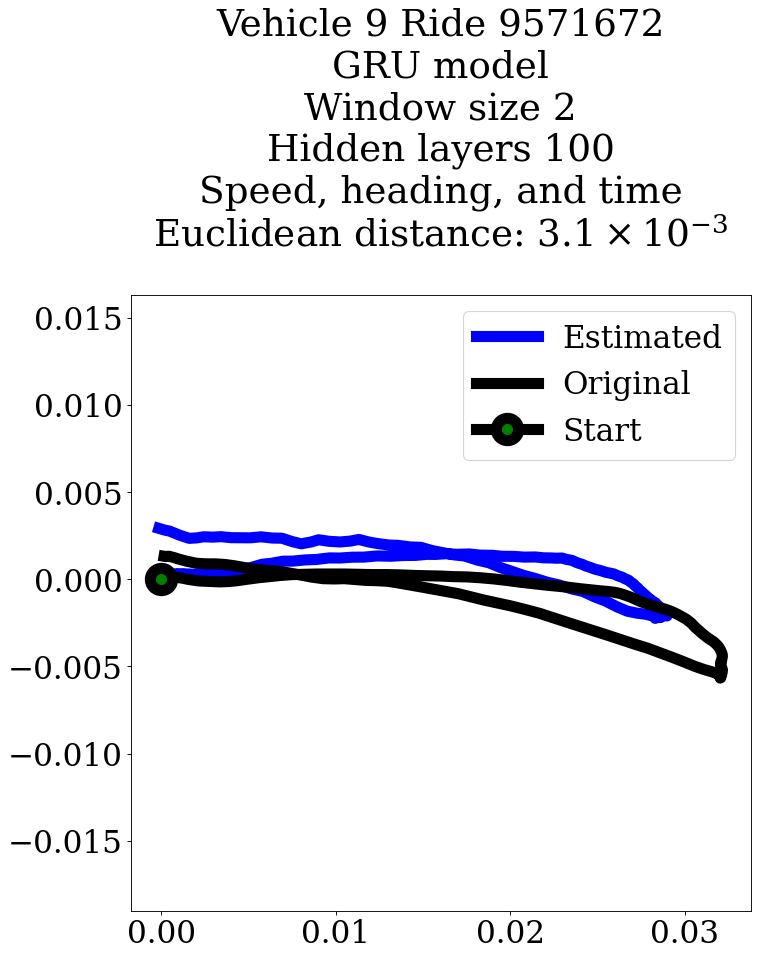 Vehicle 9 Ride 9571672
GRU model
Window size 2
Hidden layers 100
Speed, heading, and time
Euclidean distance: 3.1 × 10⁻³
Estimated
Original
Start
0.015
0.010
0.005
0.000
−0.005
−0.010
−0.015
0.00 0.01 0.02 0.03